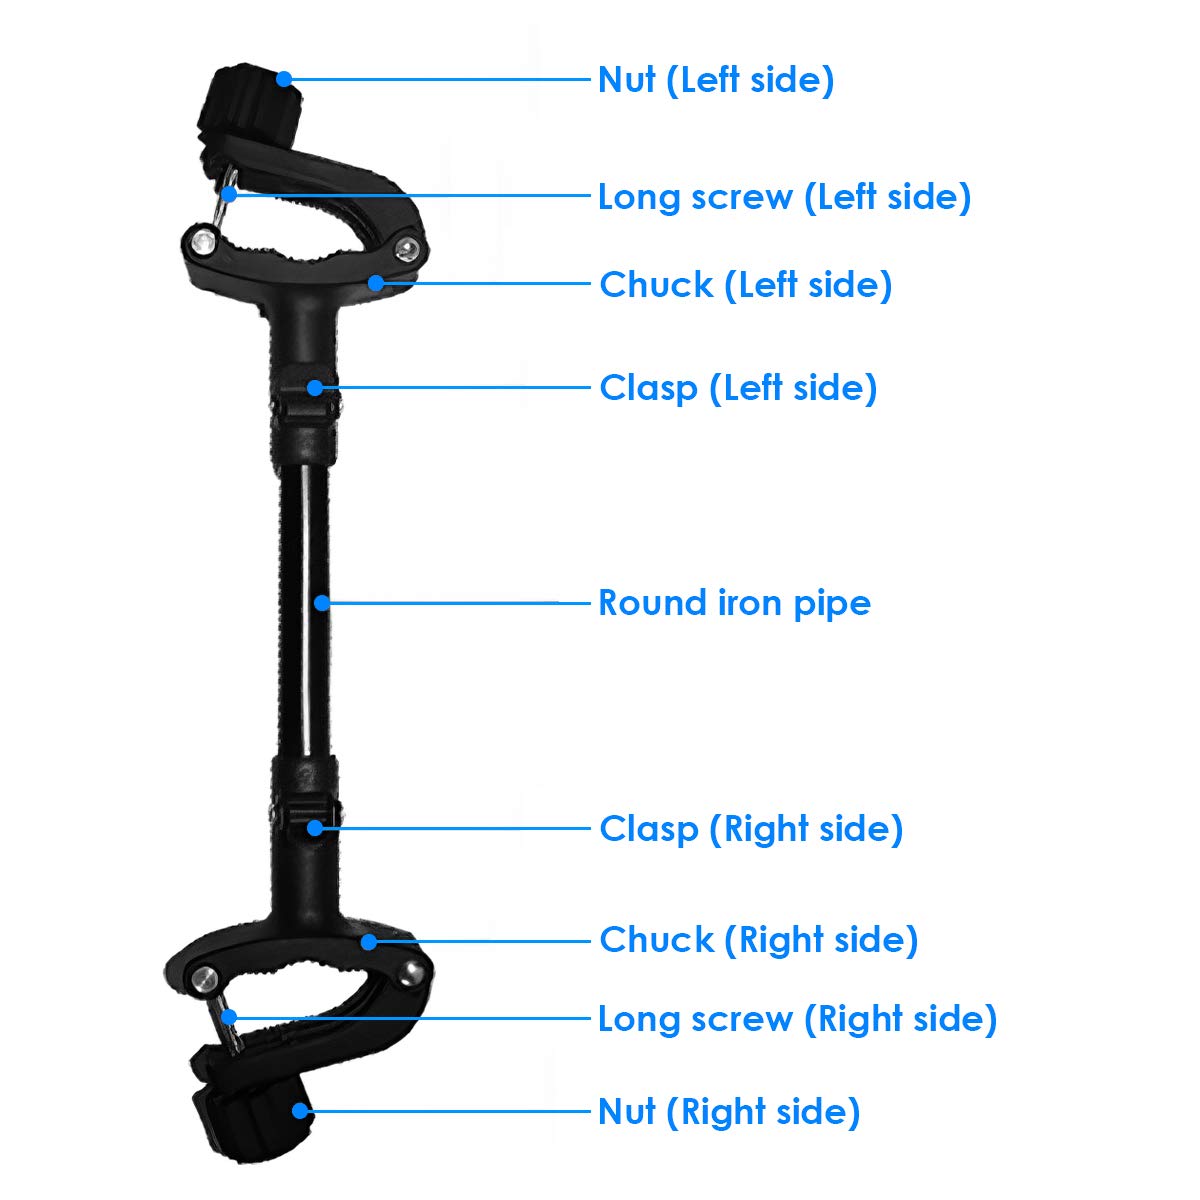 Nut (Left side)
Long screw (Left side)
Chuck (Left side)
Clasp (Left side)
Round iron pipe
Clasp (Right side)
Chuck (Right side)
Long screw (Right side)
Nut (Right side)